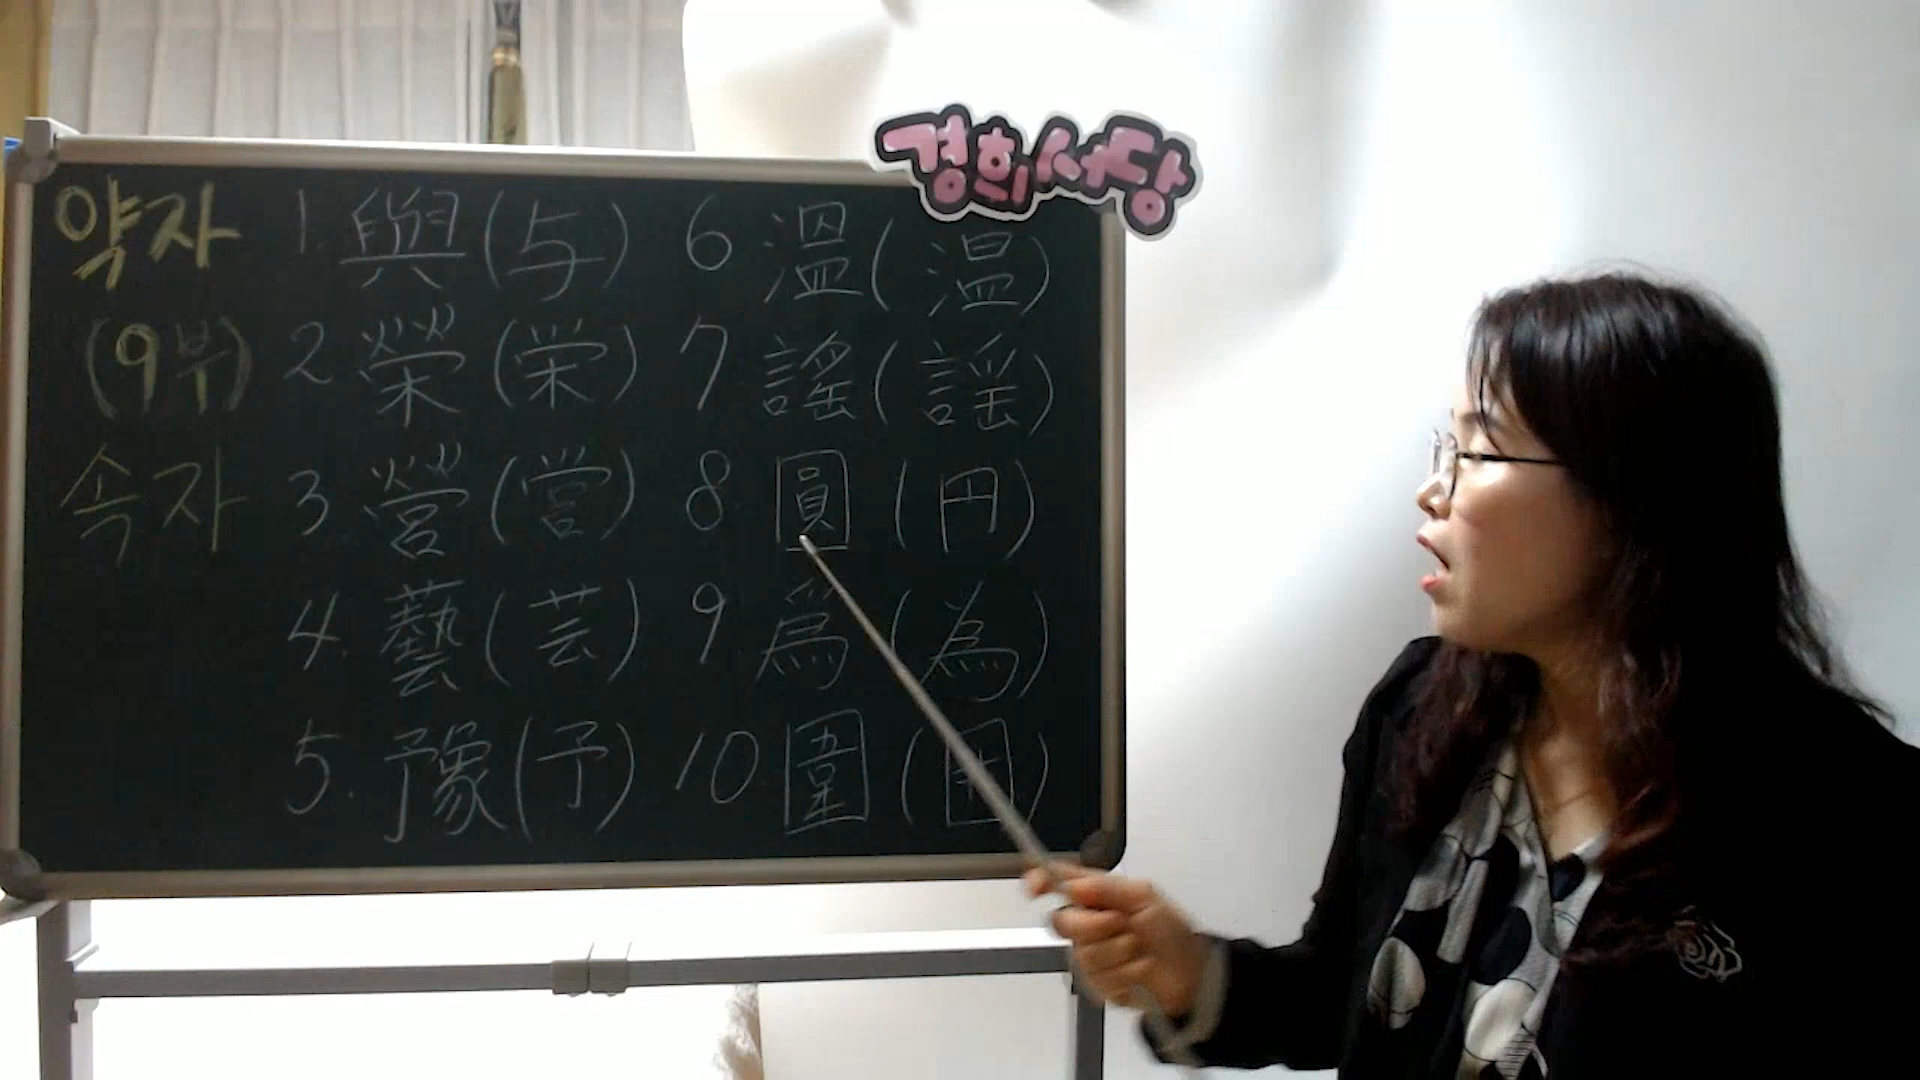 경희서당
약자
(9부)
속자
1. 與 (与)
2 榮 (栄)
3 營 (営)
4. 藝 (芸)
5. 豫 (予)
6 溫 (温)
7 謠 (謡)
8 圓 (円)
9 爲 (為)
10 圍 (囲)